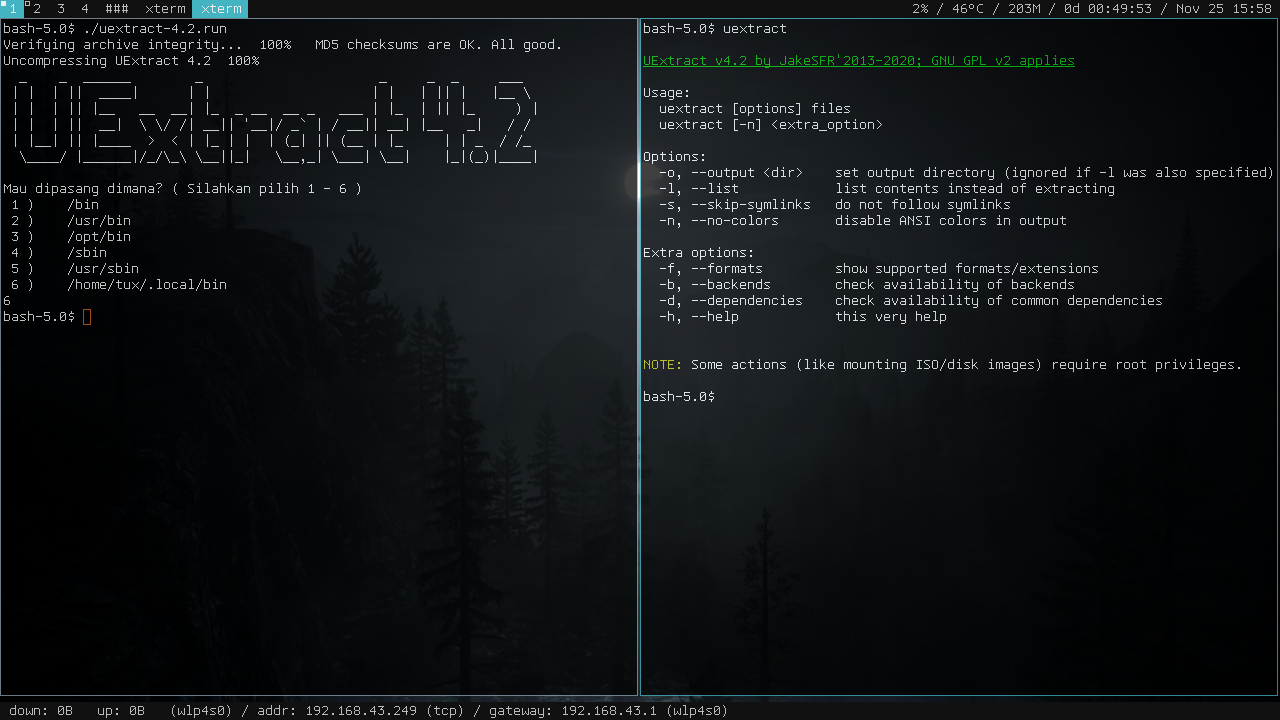 1 2 3 4 ### xterm xterm 2% / 46°C / 203M / 0d 00:49:53 / Nov 25 15:58
bash-5.0$ ./uextract-4.2.run
Verifying archive integrity... 100% MD5 checksums are OK. All good.
Uncompressing UExtract 4.2 100%
UExtract 4.2
Mau dipasang dimana? ( Silahkan pilih 1 - 6 )
1 ) /bin
2 ) /usr/bin
3 ) /opt/bin
4 ) /sbin
5 ) /usr/sbin
6 ) /home/tux/.local/bin
6
bash-5.0$
bash-5.0$ uextract
UExtract v4.2 by JakeSFR'2013-2020; GNU GPL v2 applies
Usage:
uextract [options] files
uextract [-n] <extra_option>
Options:
-o, --output <dir> set output directory (ignored if -l was also specified)
-l, --list list contents instead of extracting
-s, --skip-symlinks do not follow symlinks
-n, --no-colors disable ANSI colors in output
Extra options:
-f, --formats show supported formats/extensions
-b, --backends check availability of backends
-d, --dependencies check availability of common dependencies
-h, --help this very help
NOTE: Some actions (like mounting ISO/disk images) require root privileges.
bash-5.0$
down: 0B up: 0B (wlp4s0) / addr: 192.168.43.249 (tcp) / gateway: 192.168.43.1 (wlp4s0)